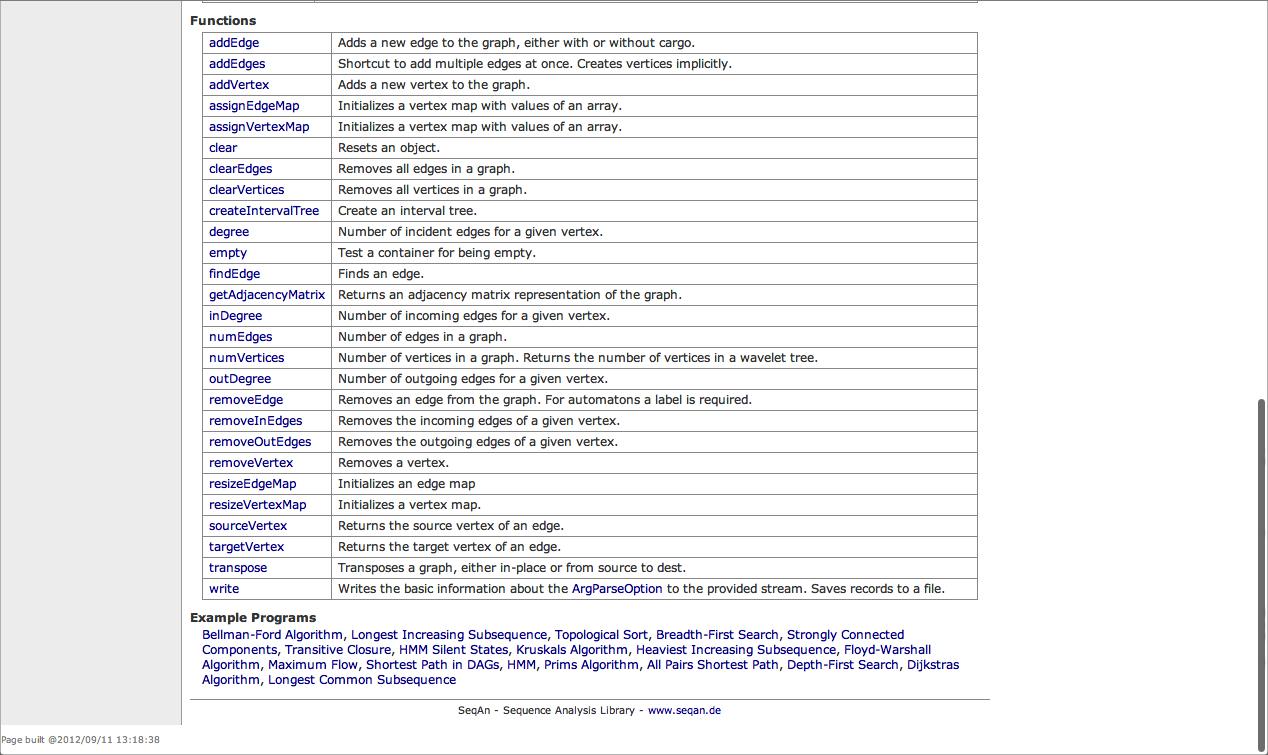 Functions
addEdge Adds a new edge to the graph, either with or without cargo.
addEdges Shortcut to add multiple edges at once. Creates vertices implicitly.
addVertex Adds a new vertex to the graph.
assignEdgeMap Initializes a vertex map with values of an array.
assignVertexMap Initializes a vertex map with values of an array.
clear Resets an object.
clearEdges Removes all edges in a graph.
clearVertices Removes all vertices in a graph.
createIntervalTree Create an interval tree.
degree Number of incident edges for a given vertex.
empty Test a container for being empty.
findEdge Finds an edge.
getAdjacencyMatrix Returns an adjacency matrix representation of the graph.
inDegree Number of incoming edges for a given vertex.
numEdges Number of edges in a graph.
numVertices Number of vertices in a graph. Returns the number of vertices in a wavelet tree.
outDegree Number of outgoing edges for a given vertex.
removeEdge Removes an edge from the graph. For automatons a label is required.
removeInEdges Removes the incoming edges of a given vertex.
removeOutEdges Removes the outgoing edges of a given vertex.
removeVertex Removes a vertex.
resizeEdgeMap Initializes an edge map
resizeVertexMap Initializes a vertex map.
sourceVertex Returns the source vertex of an edge.
targetVertex Returns the target vertex of an edge.
transpose Transposes a graph, either in-place or from source to dest.
write Writes the basic information about the ArgParseOption to the provided stream. Saves records to a file.
Example Programs
Bellman-Ford Algorithm, Longest Increasing Subsequence, Topological Sort, Breadth-First Search, Strongly Connected
Components, Transitive Closure, HMM Silent States, Kruskals Algorithm, Heaviest Increasing Subsequence, Floyd-Warshall
Algorithm, Maximum Flow, Shortest Path in DAGs, HMM, Prims Algorithm, All Pairs Shortest Path, Depth-First Search, Dijkstras
Algorithm, Longest Common Subsequence
SeqAn - Sequence Analysis Library - www.seqan.de
Page built @2012/09/11 13:18:38